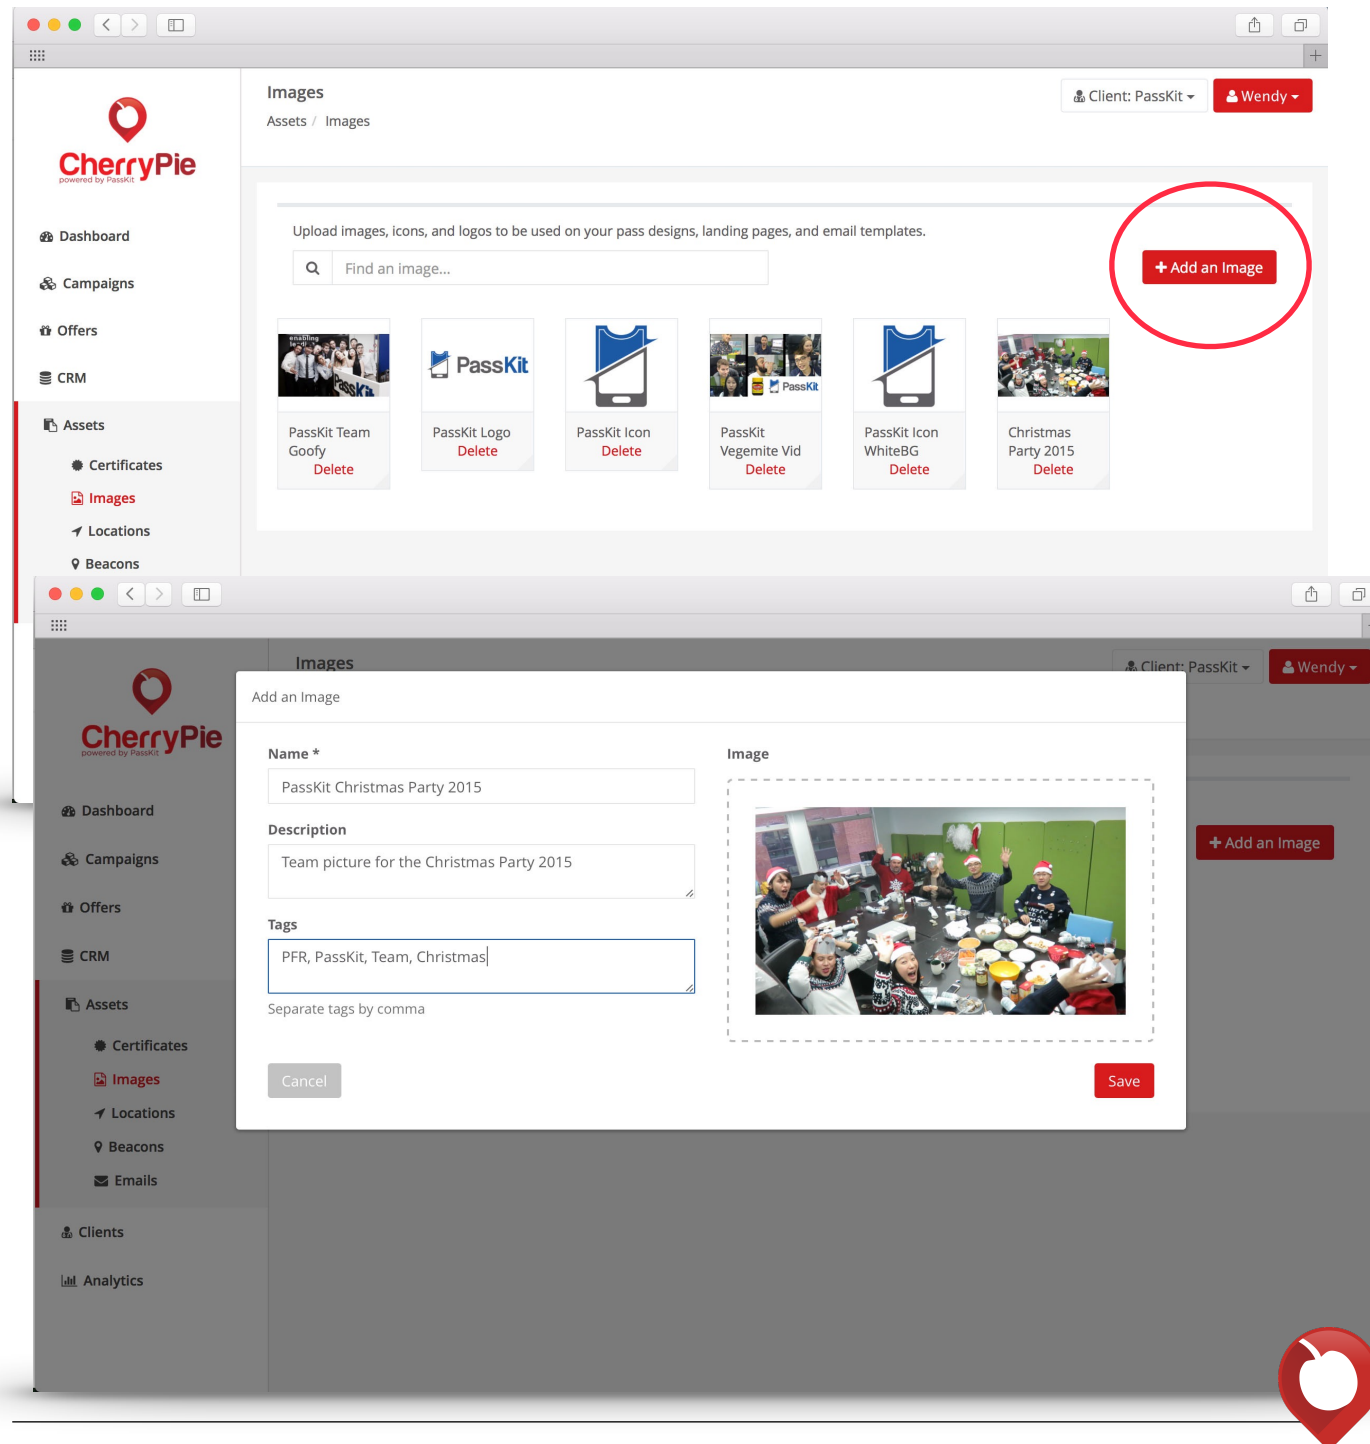 Images
Client: PassKit
Wendy
Assets / Images
CherryPie
powered by PassKit
Dashboard
Campaigns
Offers
CRM
Assets
Certificates
Images
Locations
Beacons
Upload images, icons, and logos to be used on your pass designs, landing pages, and email templates.
Find an image...
+ Add an Image
enabling
PassKit
PassKit Team
Goofy
Delete
PassKit
PassKit Logo
Delete
PassKit Icon
Delete
PassKit
PassKit
Vegemite Vid
Delete
PassKit Icon
WhiteBG
Delete
Christmas
Party 2015
Delete
Images
Client: PassKit
Wendy
CherryPie
powered by PassKit
Dashboard
Campaigns
Offers
CRM
Assets
Certificates
Images
Locations
Beacons
Emails
Clients
Analytics
+ Add an Image
Add an Image
Name *
PassKit Christmas Party 2015
Description
Team picture for the Christmas Party 2015
Tags
PFR, PassKit, Team, Christmas
Separate tags by comma
Image
Cancel
Save